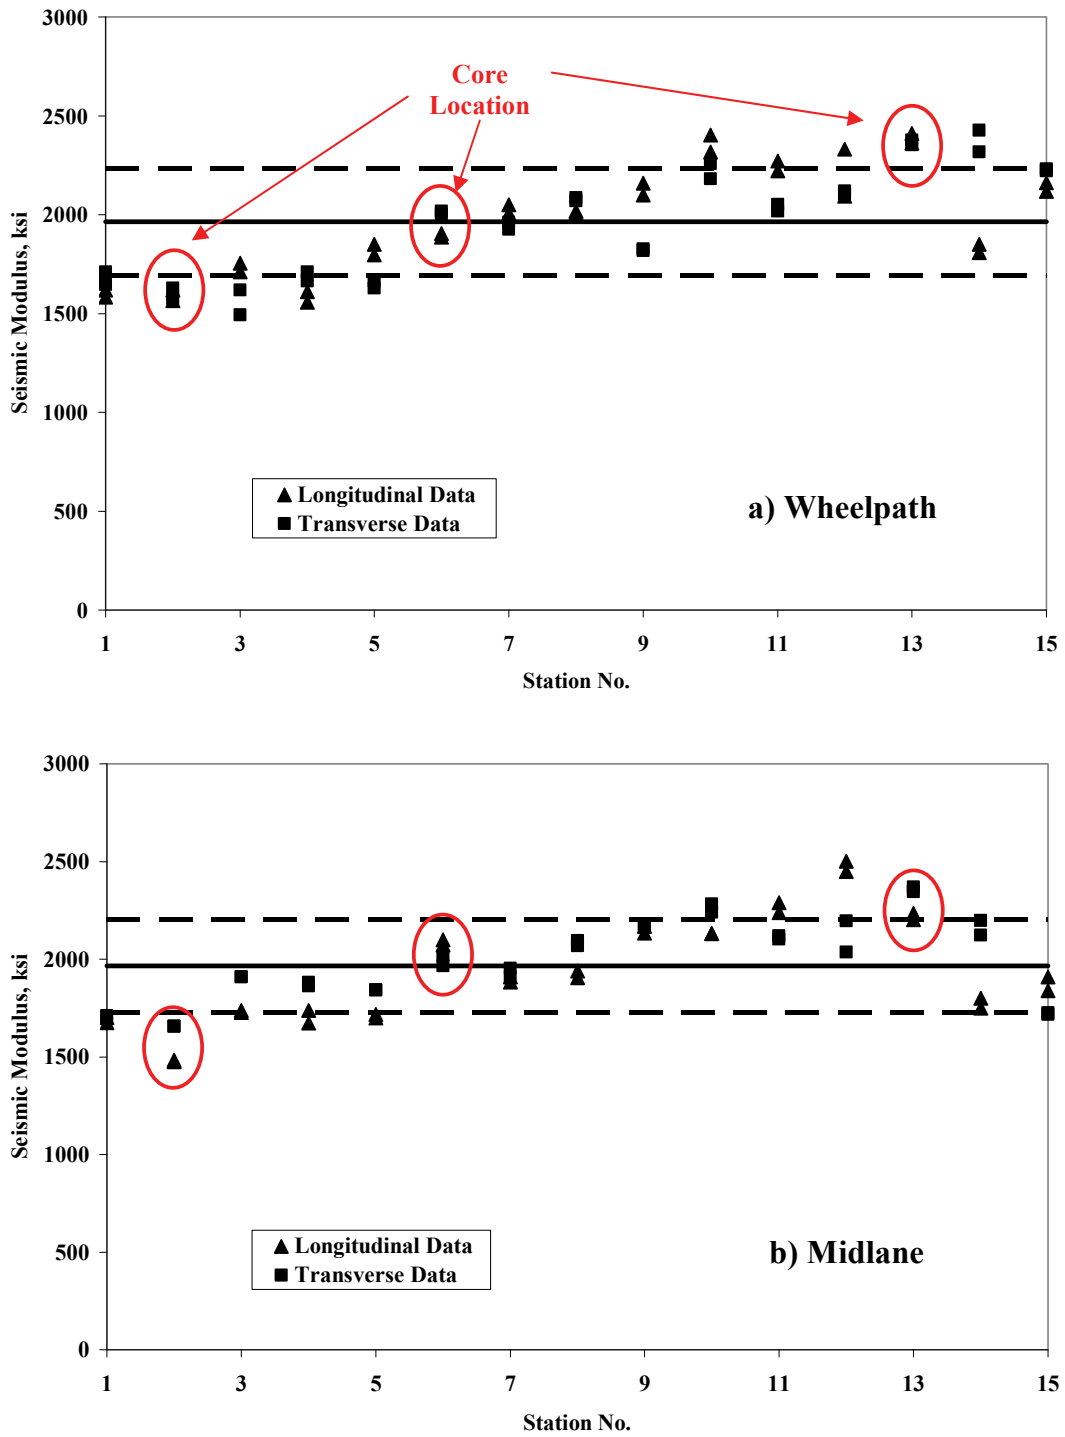 3000
2500
2000
1500
1000
500
0
Seismic Modulus, ksi
Core
Location
Longitudinal Data
Transverse Data
a) Wheelpath
1 3 5 7 9 11 13 15
Station No.
3000
2500
2000
1500
1000
500
0
Seismic Modulus, ksi
Longitudinal Data
Transverse Data
b) Midlane
1 3 5 7 9 11 13 15
Station No.